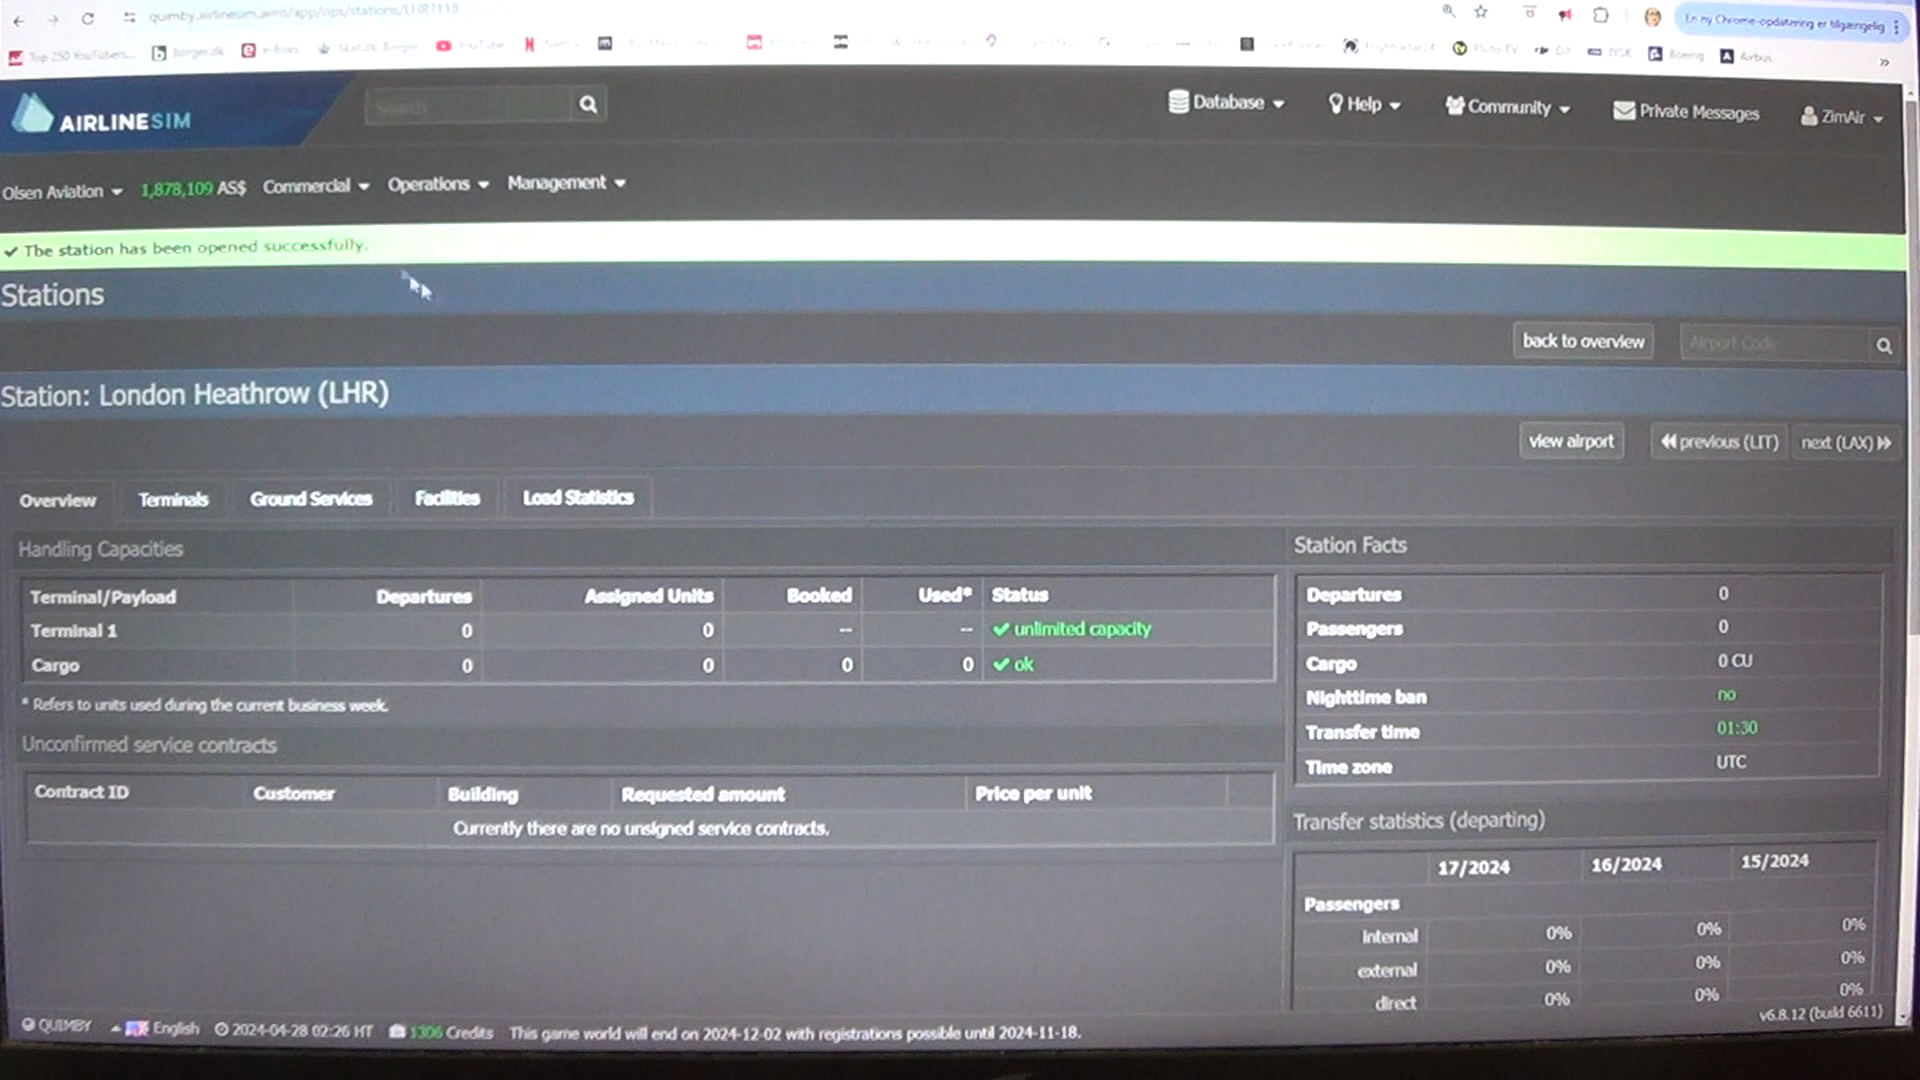 quimby.airlinesim.aero/app/ops/stations/LHR?118
En ny Chrome-opdatering er tilgængelig
Top 250 YouTubers... borger.dk e-Boks Skat.dk Borger YouTube Flightradar24 Pluto TV DJ JYSK Boeing Airbus
AIRLINESIM Search Database Help Community Private Messages ZimAir
Olsen Aviation 1,878,109 AS$ Commercial Operations Management
The station has been opened successfully.
Stations
back to overview Airport Code
Station: London Heathrow (LHR)
view airport previous (LIT) next (LAX)
Overview Terminals Ground Services Facilities Load Statistics
Handling Capacities
Terminal/Payload Departures Assigned Units Booked Used* Status
Terminal 1 0 0 -- -- unlimited capacity
Cargo 0 0 0 0 ok
* Refers to units used during the current business week.
Unconfirmed service contracts
Contract ID Customer Building Requested amount Price per unit
Currently there are no unsigned service contracts.
Station Facts
Departures 0
Passengers 0
Cargo 0 CU
Nighttime ban no
Transfer time 01:30
Time zone UTC
Transfer statistics (departing)
17/2024 16/2024 15/2024
Passengers
internal 0% 0% 0%
external 0% 0% 0%
direct 0% 0% 0%
v6.8.12 (build 6611)
QUIMBY English 2024-04-28 02:26 HT 1306 Credits This game world will end on 2024-12-02 with registrations possible until 2024-11-18.